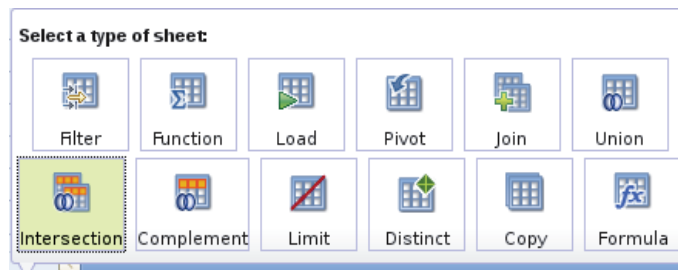 Select a type of sheet:
Filter Function Load Pivot Join Union
Intersection Complement Limit Distinct Copy Formula